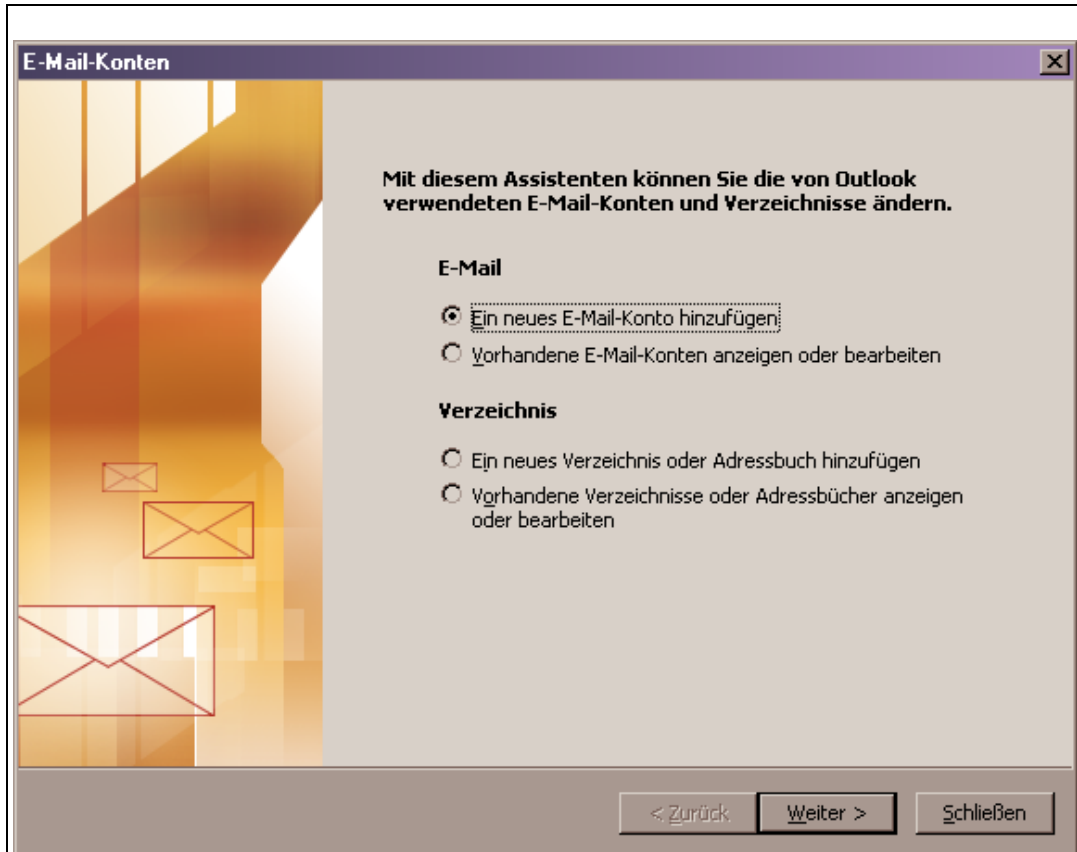 E-Mail-Konten
Mit diesem Assistenten können Sie die von Outlook
verwendeten E-Mail-Konten und Verzeichnisse ändern.
E-Mail
Ein neues E-Mail-Konto hinzufügen
Vorhandene E-Mail-Konten anzeigen oder bearbeiten
Verzeichnis
Ein neues Verzeichnis oder Adressbuch hinzufügen
Vorhandene Verzeichnisse oder Adressbücher anzeigen
oder bearbeiten
< Zurück Weiter > Schließen